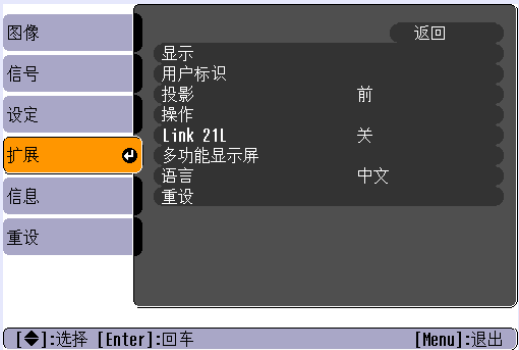 图像
信号
设定
扩展
信息
重设
返回
显示
用户标识
投影 前
操作
Link 21L 关
多功能显示屏
语言 中文
重设
[◆]:选择 [Enter]:回车 [Menu]:退出